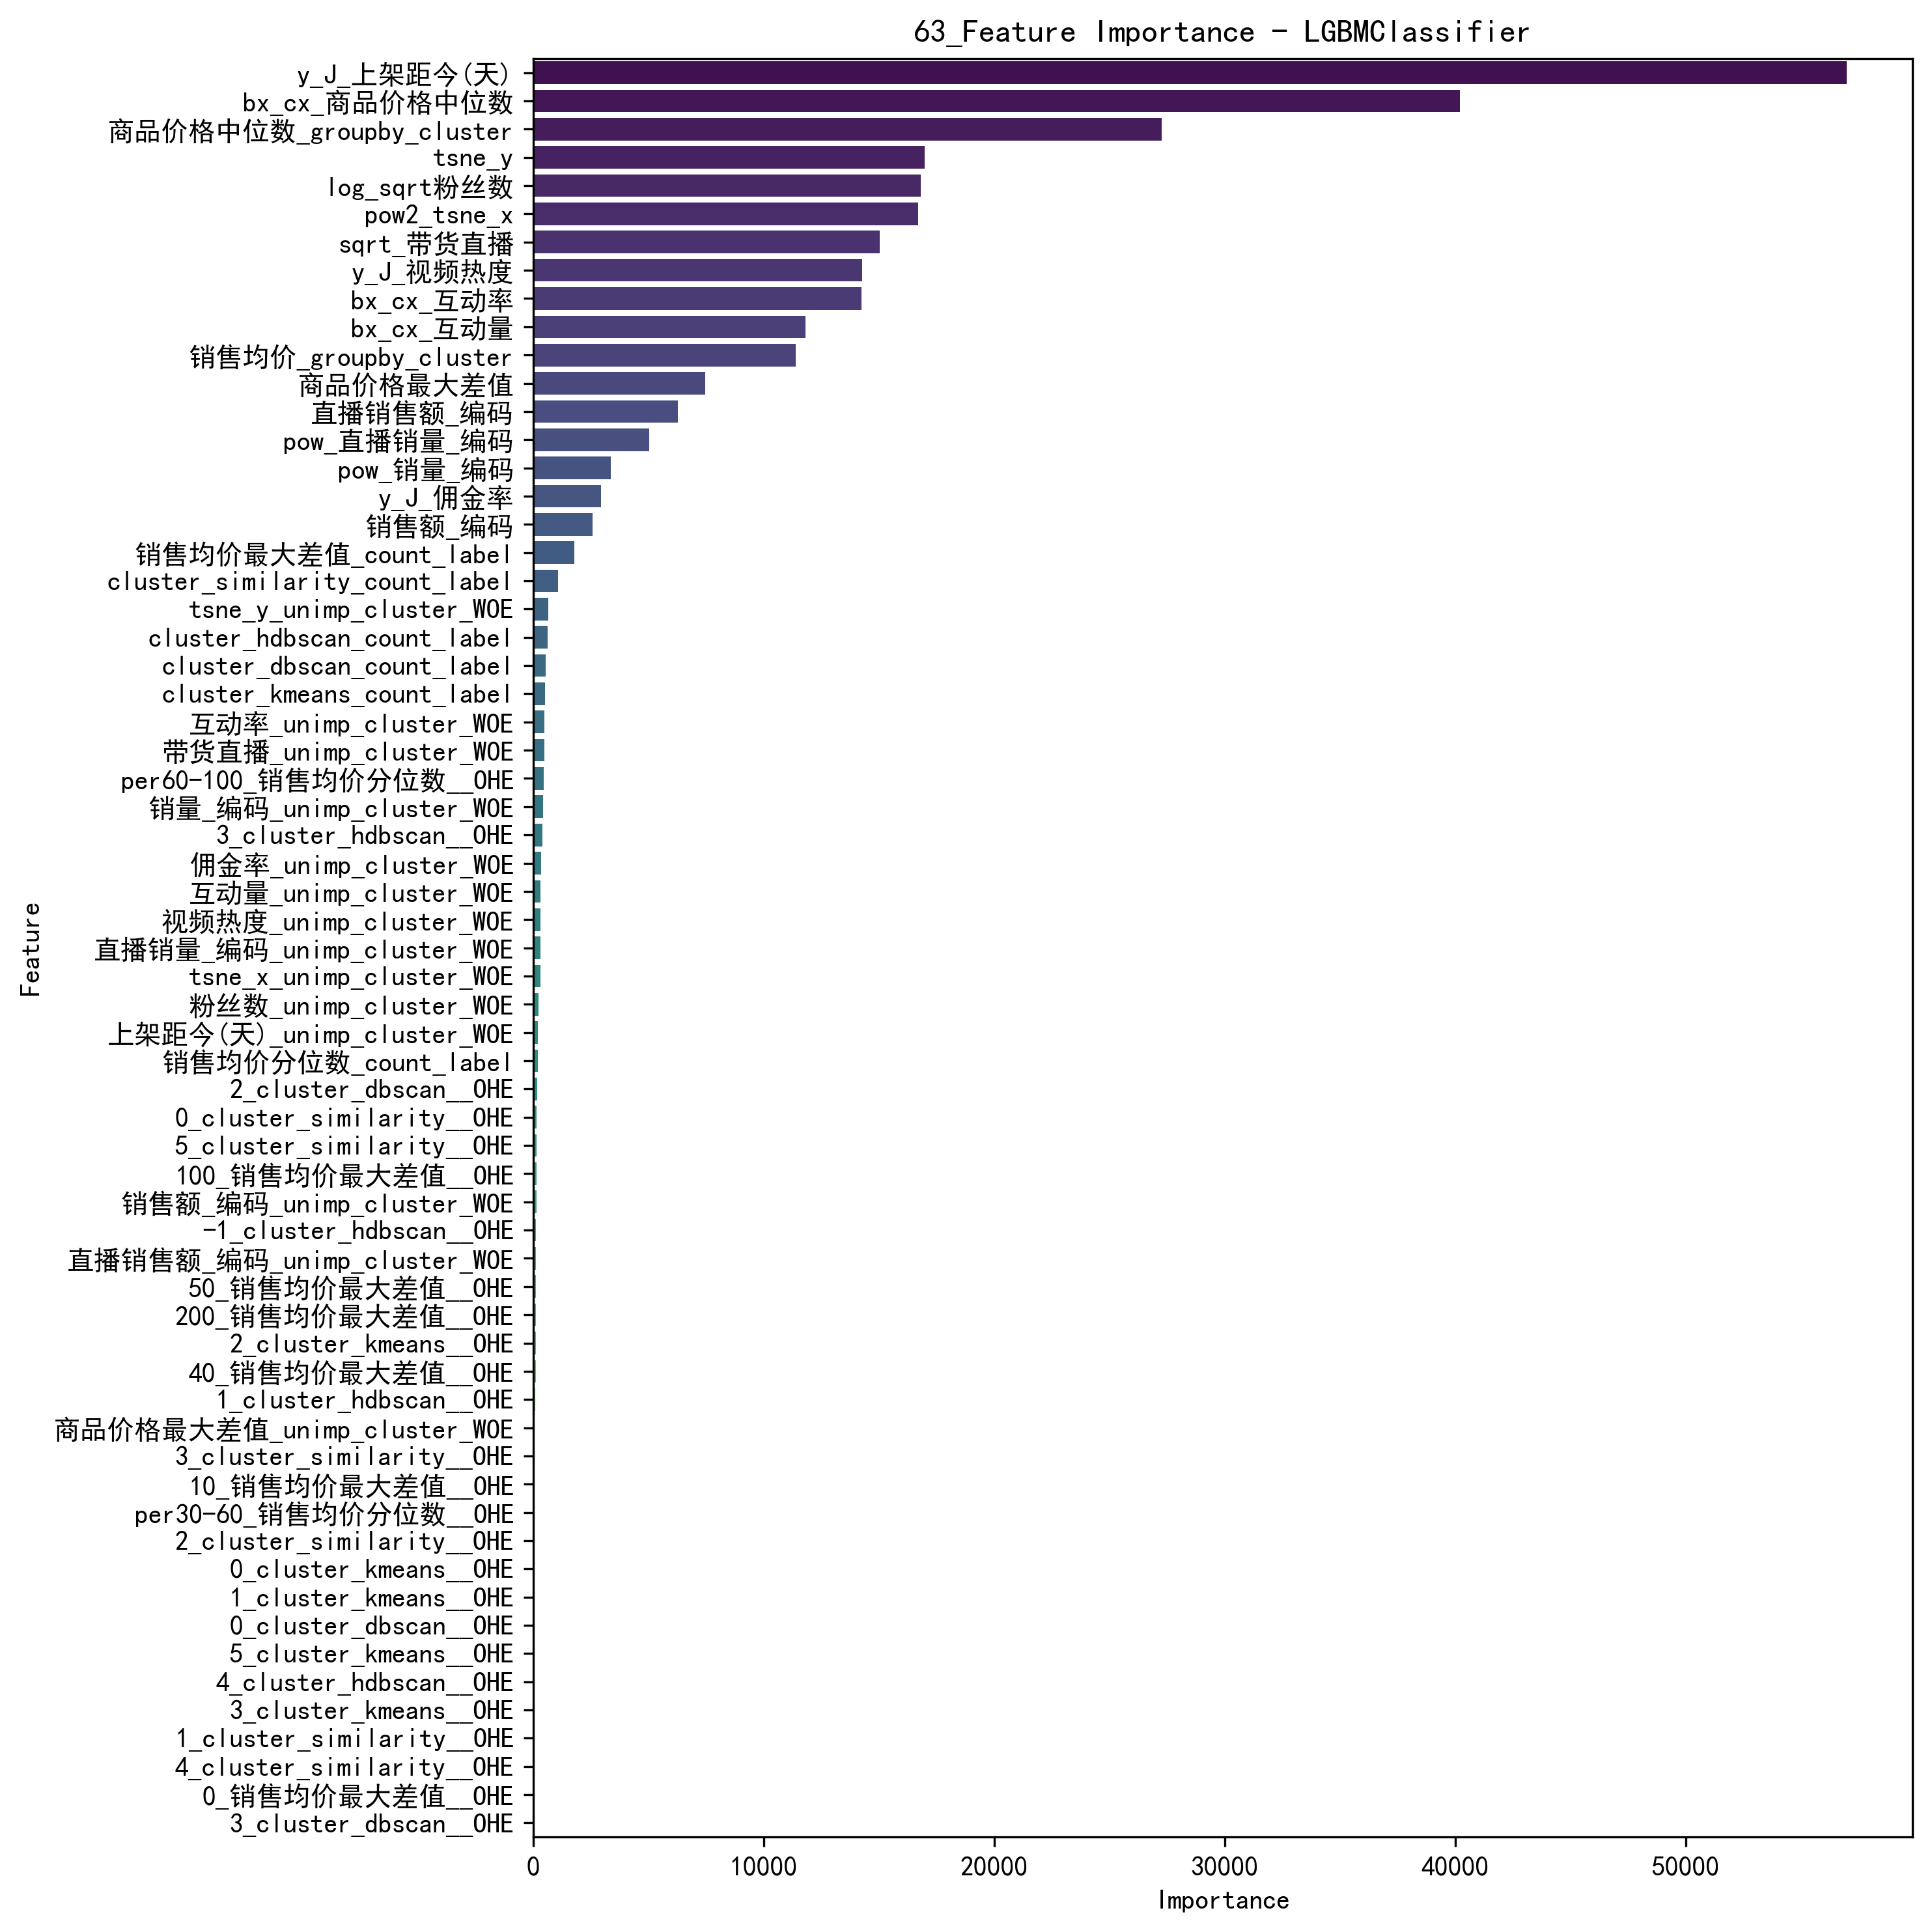 63_Feature Importance - LGBMClassifier
y_J_上架距今(天)
bx_cx_商品价格中位数
商品价格中位数_groupby_cluster
tsne_y
log_sqrt粉丝数
pow2_tsne_x
sqrt_带货直播
y_J_视频热度
bx_cx_互动率
bx_cx_互动量
销售均价_groupby_cluster
商品价格最大差值
直播销售额_编码
pow_直播销量_编码
pow_销量_编码
y_J_佣金率
销售额_编码
销售均价最大差值_count_label
cluster_similarity_count_label
tsne_y_unimp_cluster_WOE
cluster_hdbscan_count_label
cluster_dbscan_count_label
cluster_kmeans_count_label
互动率_unimp_cluster_WOE
带货直播_unimp_cluster_WOE
per60-100_销售均价分位数__OHE
销量_编码_unimp_cluster_WOE
3_cluster_hdbscan__OHE
佣金率_unimp_cluster_WOE
互动量_unimp_cluster_WOE
视频热度_unimp_cluster_WOE
直播销量_编码_unimp_cluster_WOE
tsne_x_unimp_cluster_WOE
粉丝数_unimp_cluster_WOE
上架距今(天)_unimp_cluster_WOE
销售均价分位数_count_label
2_cluster_dbscan__OHE
0_cluster_similarity__OHE
5_cluster_similarity__OHE
100_销售均价最大差值__OHE
销售额_编码_unimp_cluster_WOE
-1_cluster_hdbscan__OHE
直播销售额_编码_unimp_cluster_WOE
50_销售均价最大差值__OHE
200_销售均价最大差值__OHE
2_cluster_kmeans__OHE
40_销售均价最大差值__OHE
1_cluster_hdbscan__OHE
商品价格最大差值_unimp_cluster_WOE
3_cluster_similarity__OHE
10_销售均价最大差值__OHE
per30-60_销售均价分位数__OHE
2_cluster_similarity__OHE
0_cluster_kmeans__OHE
1_cluster_kmeans__OHE
0_cluster_dbscan__OHE
5_cluster_kmeans__OHE
4_cluster_hdbscan__OHE
3_cluster_kmeans__OHE
1_cluster_similarity__OHE
4_cluster_similarity__OHE
0_销售均价最大差值__OHE
3_cluster_dbscan__OHE
Feature
0 10000 20000 30000 40000 50000
Importance